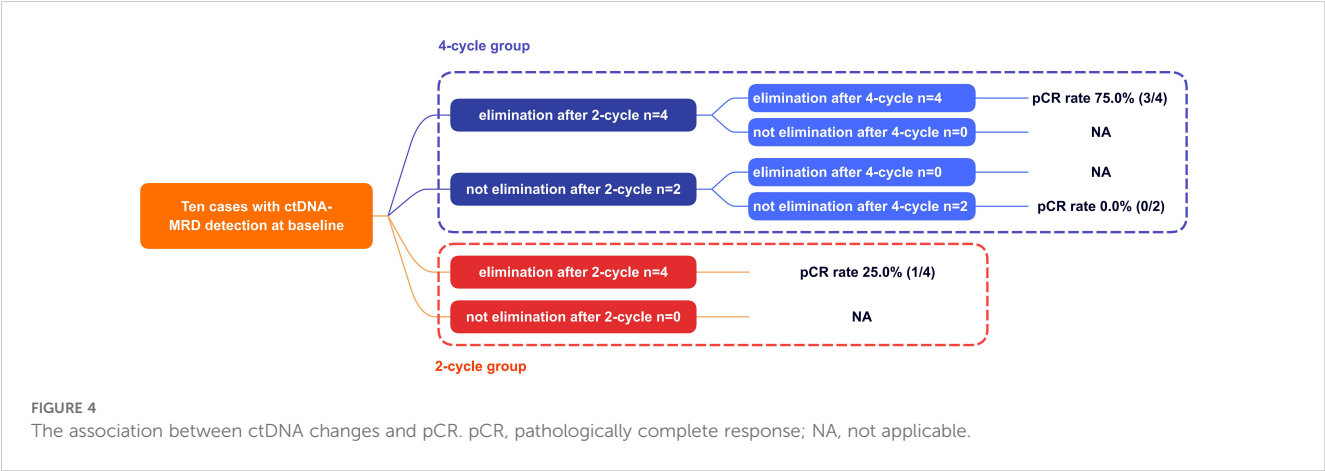 4-cycle group
elimination after 2-cycle n=4
elimination after 4-cycle n=4
pCR rate 75.0% (3/4)
not elimination after 4-cycle n=0
NA
not elimination after 2-cycle n=2
elimination after 4-cycle n=0
NA
not elimination after 4-cycle n=2
pCR rate 0.0% (0/2)
Ten cases with ctDNA-
MRD detection at baseline
elimination after 2-cycle n=4
pCR rate 25.0% (1/4)
not elimination after 2-cycle n=0
NA
2-cycle group
FIGURE 4
The association between ctDNA changes and pCR. pCR, pathologically complete response; NA, not applicable.